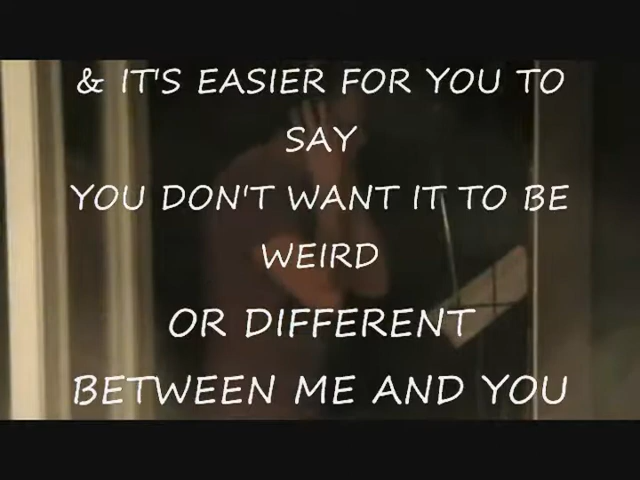 & IT'S EASIER FOR YOU TO
SAY
YOU DON'T WANT IT TO BE
WEIRD
OR DIFFERENT
BETWEEN ME AND YOU